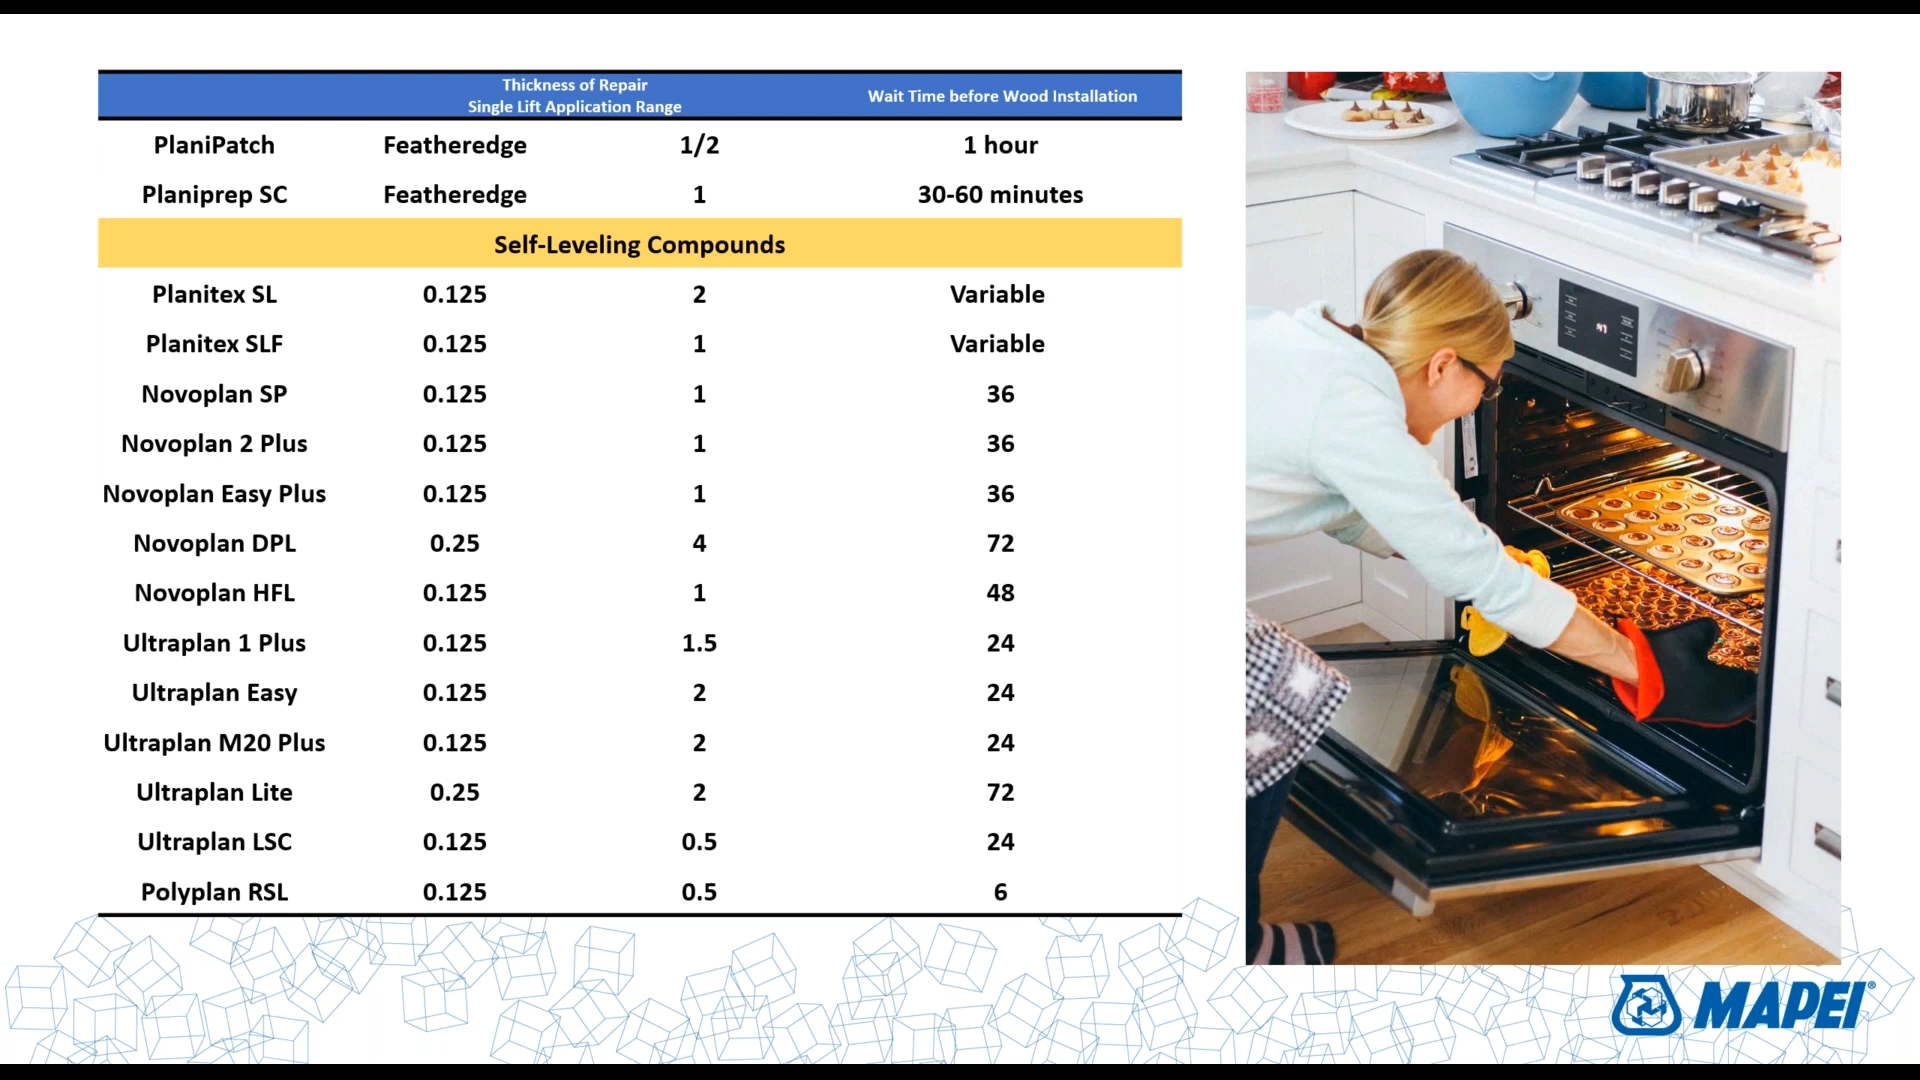 Thickness of Repair
Single Lift Application Range
Wait Time before Wood Installation
PlaniPatch Featheredge 1/2 1 hour
Planiprep SC Featheredge 1 30-60 minutes
Self-Leveling Compounds
Planitex SL 0.125 2 Variable
Planitex SLF 0.125 1 Variable
Novoplan SP 0.125 1 36
Novoplan 2 Plus 0.125 1 36
Novoplan Easy Plus 0.125 1 36
Novoplan DPL 0.25 4 72
Novoplan HFL 0.125 1 48
Ultraplan 1 Plus 0.125 1.5 24
Ultraplan Easy 0.125 2 24
Ultraplan M20 Plus 0.125 2 24
Ultraplan Lite 0.25 2 72
Ultraplan LSC 0.125 0.5 24
Polyplan RSL 0.125 0.5 6
MAPEI®